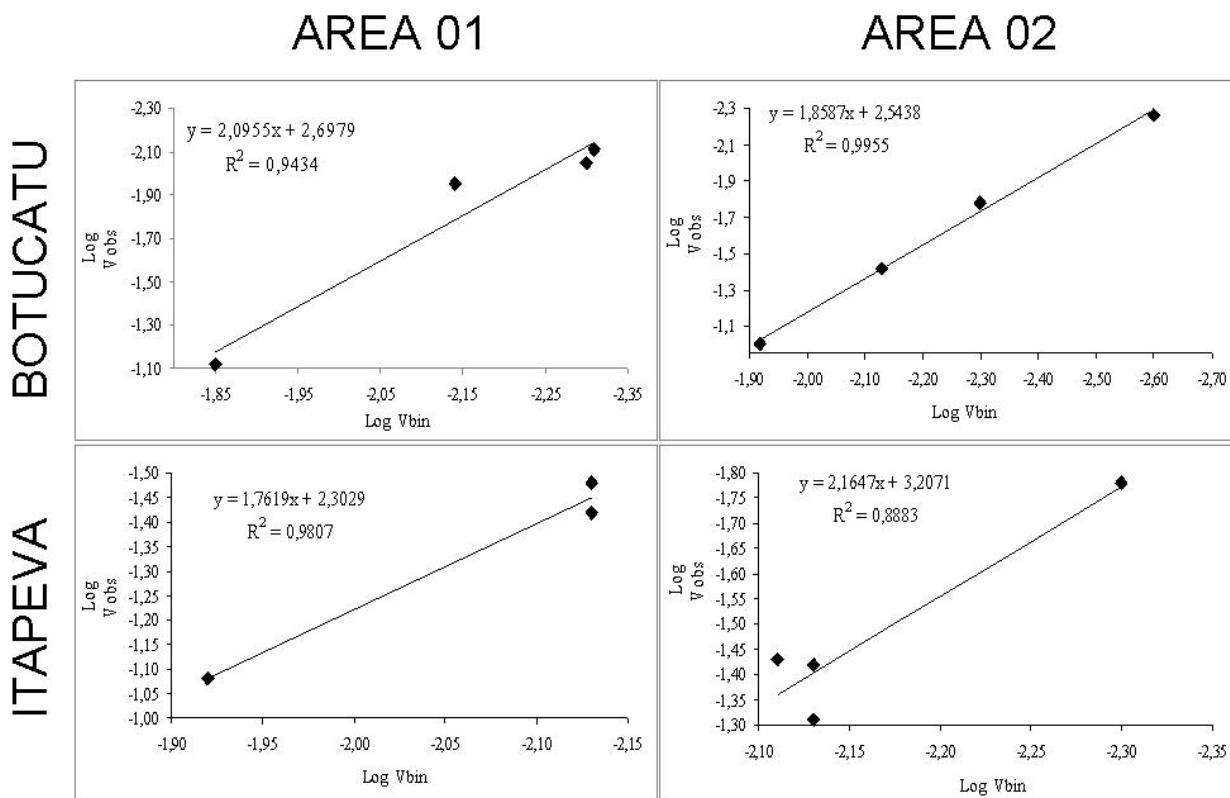 AREA 01
AREA 02
BOTUCATU
-2,30
-2,10
-1,90
-1,70
-1,50
-1,30
-1,10
Log
Vobs
y = 2,0955x + 2,6979
R² = 0,9434
-1,85
-1,95
-2,05
-2,15
-2,25
-2,35
Log Vbin
-2,3
-2,1
-1,9
-1,7
-1,5
-1,3
-1,1
Log
Vobs
y = 1,8587x + 2,5438
R² = 0,9955
-1,90
-2,00
-2,10
-2,20
-2,30
-2,40
-2,50
-2,60
-2,70
Log Vbin
ITAPEVA
-1,50
-1,45
-1,40
-1,35
-1,30
-1,25
-1,20
-1,15
-1,10
-1,05
-1,00
Log
Vobs
y = 1,7619x + 2,3029
R² = 0,9807
-1,90
-1,95
-2,00
-2,05
-2,10
-2,15
Log Vbin
-1,80
-1,75
-1,70
-1,65
-1,60
-1,55
-1,50
-1,45
-1,40
-1,35
-1,30
Log
Vobs
y = 2,1647x + 3,2071
R² = 0,8883
-2,10
-2,15
-2,20
-2,25
-2,30
-2,35
Log Vbin